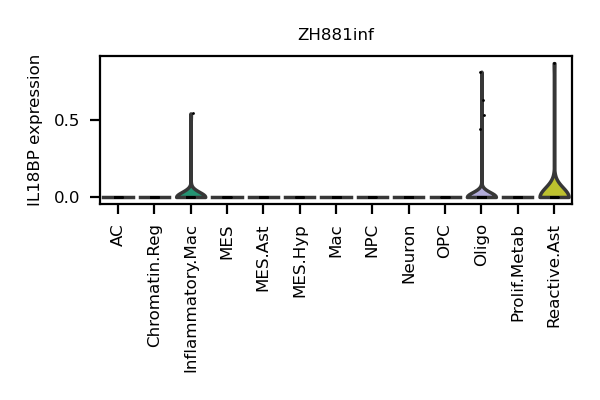 ZH881inf
IL18BP expression
0.5
0.0
AC
Chromatin.Reg
Inflammatory.Mac
MES
MES.Ast
MES.Hyp
Mac
NPC
Neuron
OPC
Oligo
Prolif.Metab
Reactive.Ast